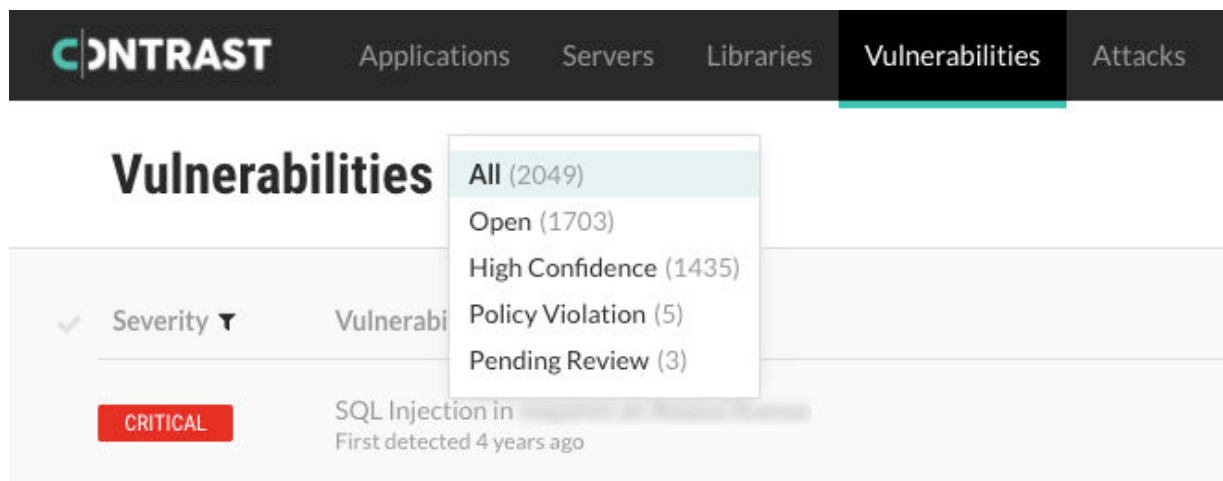 CONTRAST Applications Servers Libraries Vulnerabilities Attacks
Vulnerabilities
All (2049)
Open (1703)
High Confidence (1435)
Policy Violation (5)
Pending Review (3)
Severity Vulnerabi
CRITICAL
SQL Injection in
First detected 4 years ago